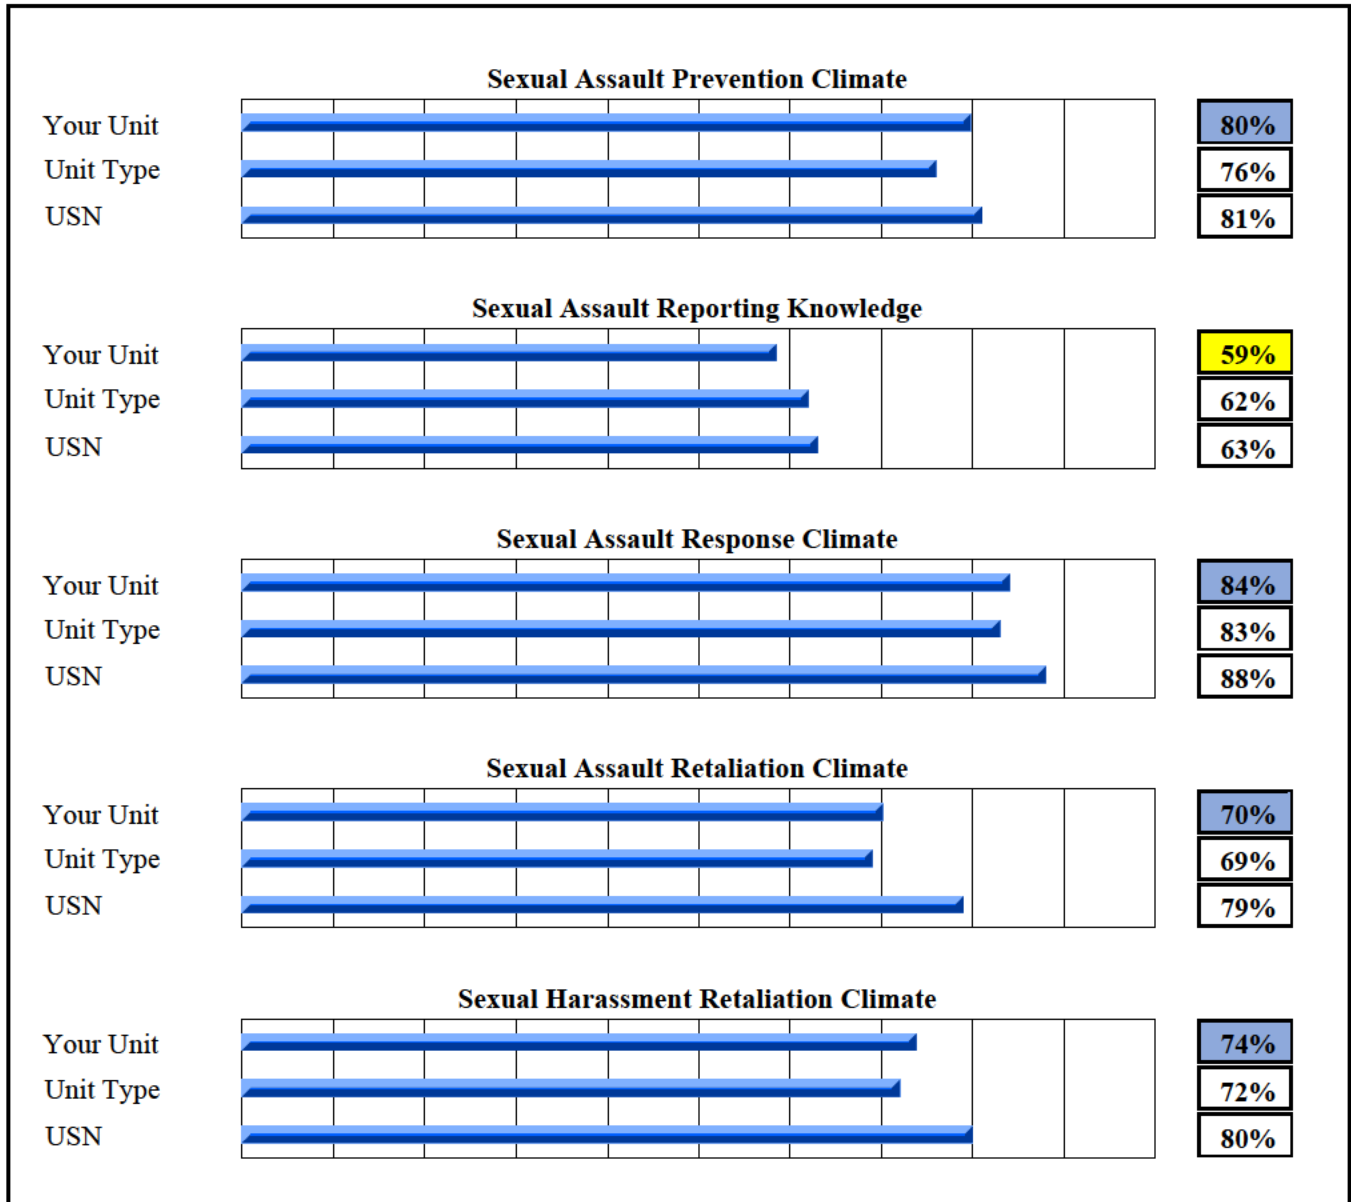 Sexual Assault Prevention Climate
Your Unit 80%
Unit Type 76%
USN 81%
Sexual Assault Reporting Knowledge
Your Unit 59%
Unit Type 62%
USN 63%
Sexual Assault Response Climate
Your Unit 84%
Unit Type 83%
USN 88%
Sexual Assault Retaliation Climate
Your Unit 70%
Unit Type 69%
USN 79%
Sexual Harassment Retaliation Climate
Your Unit 74%
Unit Type 72%
USN 80%